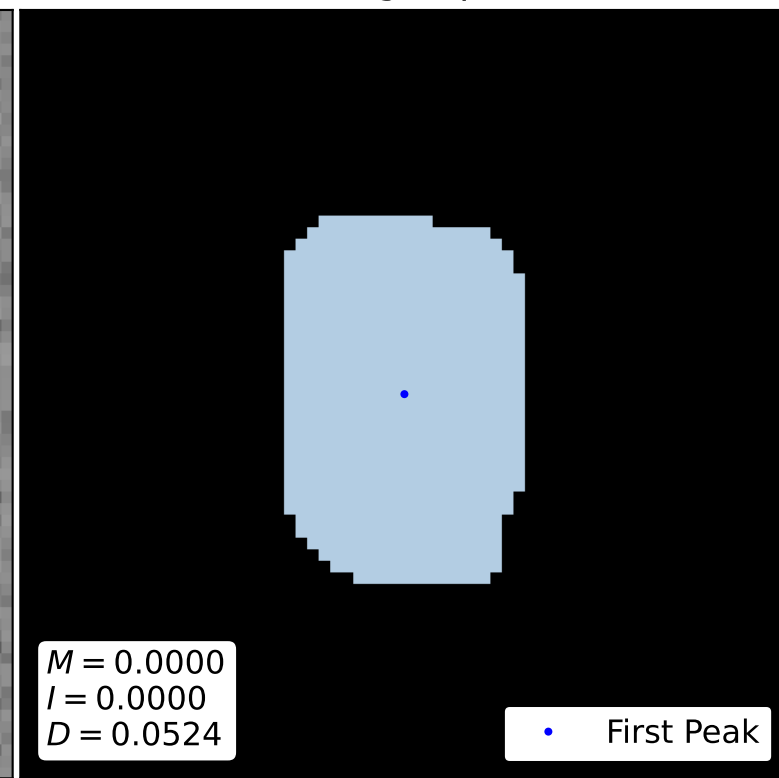 M = 0.0000
I = 0.0000
D = 0.0524
First Peak